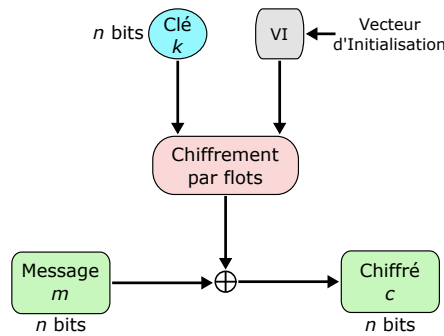 n bits
Clé
k
VI
Vecteur
d'Initialisation
Chiffrement
par flots
Message
m
Chiffré
c
n bits
n bits